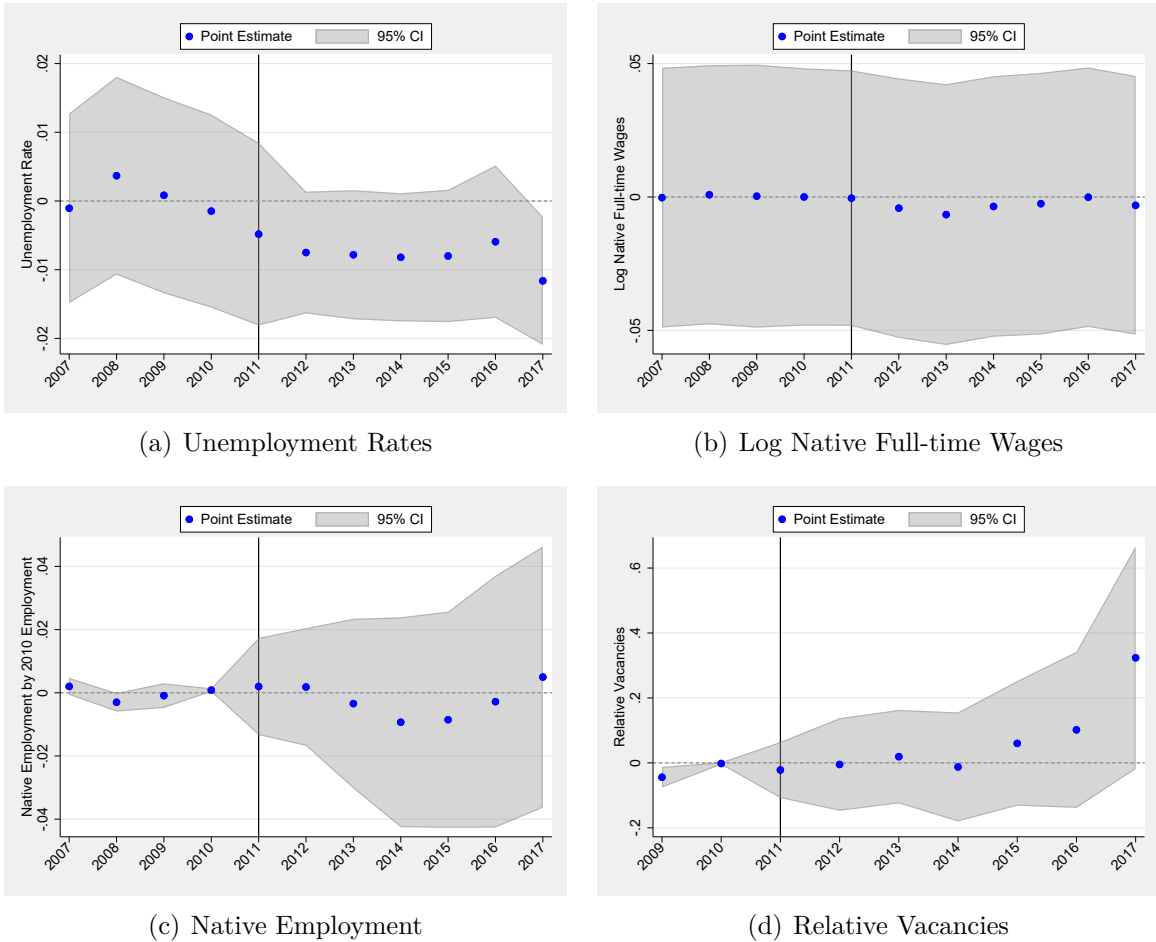 Point Estimate 95% CI
Unemployment Rate
.02
.01
0
-.01
-.02
2007 2008 2009 2010 2011 2012 2013 2014 2015 2016 2017
(a) Unemployment Rates
Point Estimate 95% CI
Log Native Full-time Wages
.05
0
-.05
2007 2008 2009 2010 2011 2012 2013 2014 2015 2016 2017
(b) Log Native Full-time Wages
Point Estimate 95% CI
Native Employment by 2010 Employment
.04
.02
0
-.02
-.04
2007 2008 2009 2010 2011 2012 2013 2014 2015 2016 2017
(c) Native Employment
Point Estimate 95% CI
Relative Vacancies
.6
.4
.2
0
-.2
2009 2010 2011 2012 2013 2014 2015 2016 2017
(d) Relative Vacancies